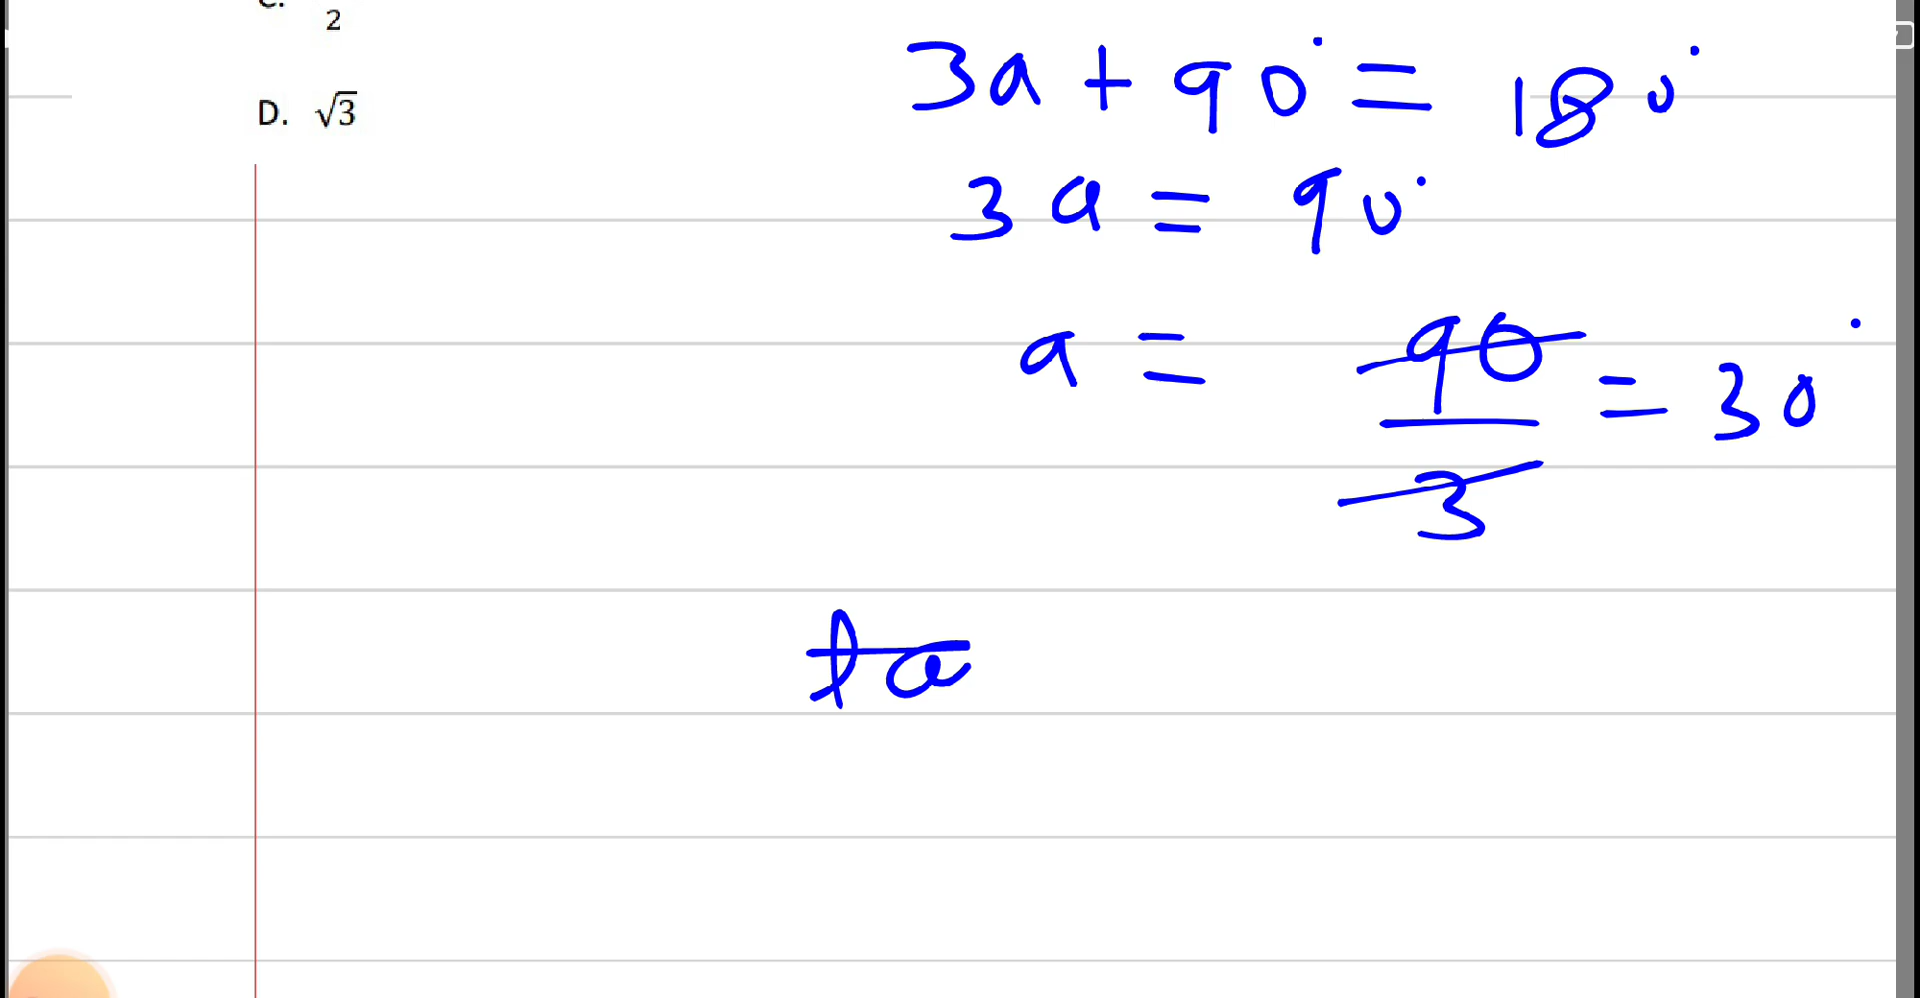 C. 2
D. √3
3a + 90° = 180°
3a = 90°
a = 90/3 = 30°
ta